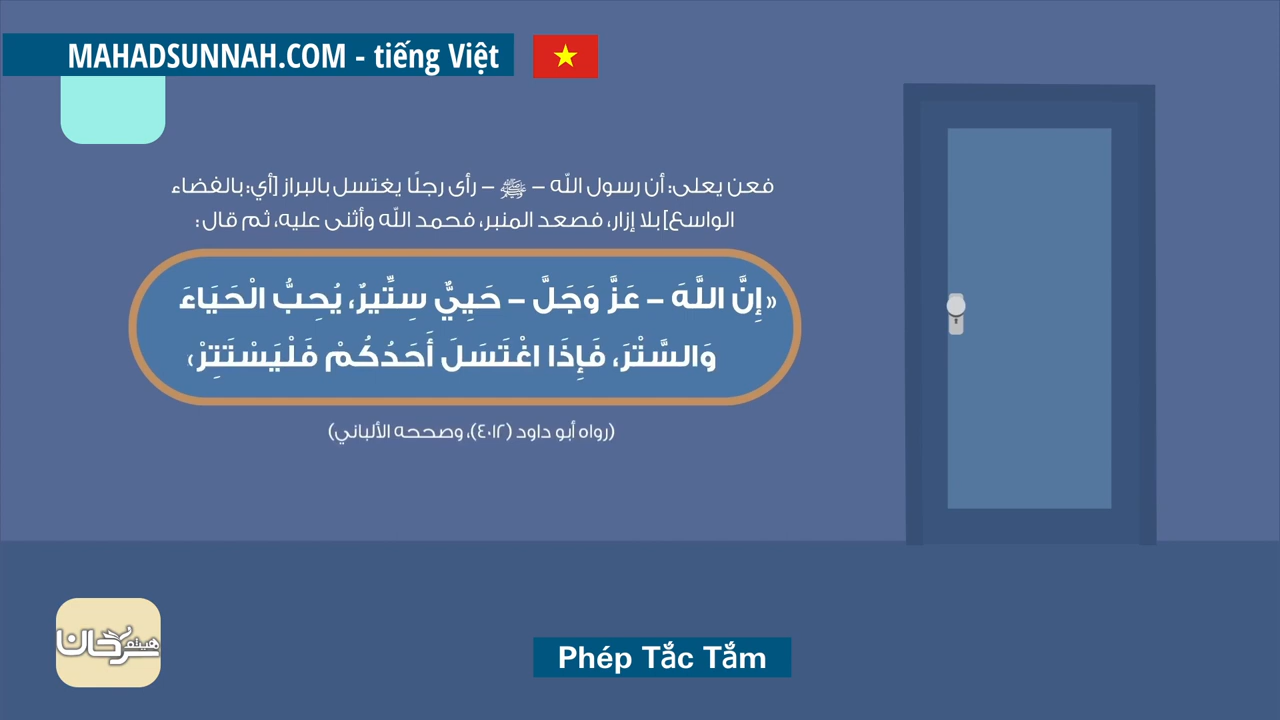 MAHADSUNNAH.COM - tiếng Việt
فعن يعلى: أن رسول الله - ﷺ - رأى رجلًا يغتسل بالبراز [أي: بالفضاء
الواسع] بلا إزار، فصعد المنبر، فحمد الله وأثنى عليه، ثم قال:
«إِنَّ اللَّهَ - عَزَّ وَجَلَّ - حَيِيٌّ سِتِّيرٌ، يُحِبُّ الْحَيَاءَ
وَالسَّتْرَ، فَإِذَا اغْتَسَلَ أَحَدُكُمْ فَلْيَسْتَتِرْ›
(رواه أبو داود (٤٠١٢)، وصححه الألباني)
هيثم سرحان
Phép Tắc Tắm